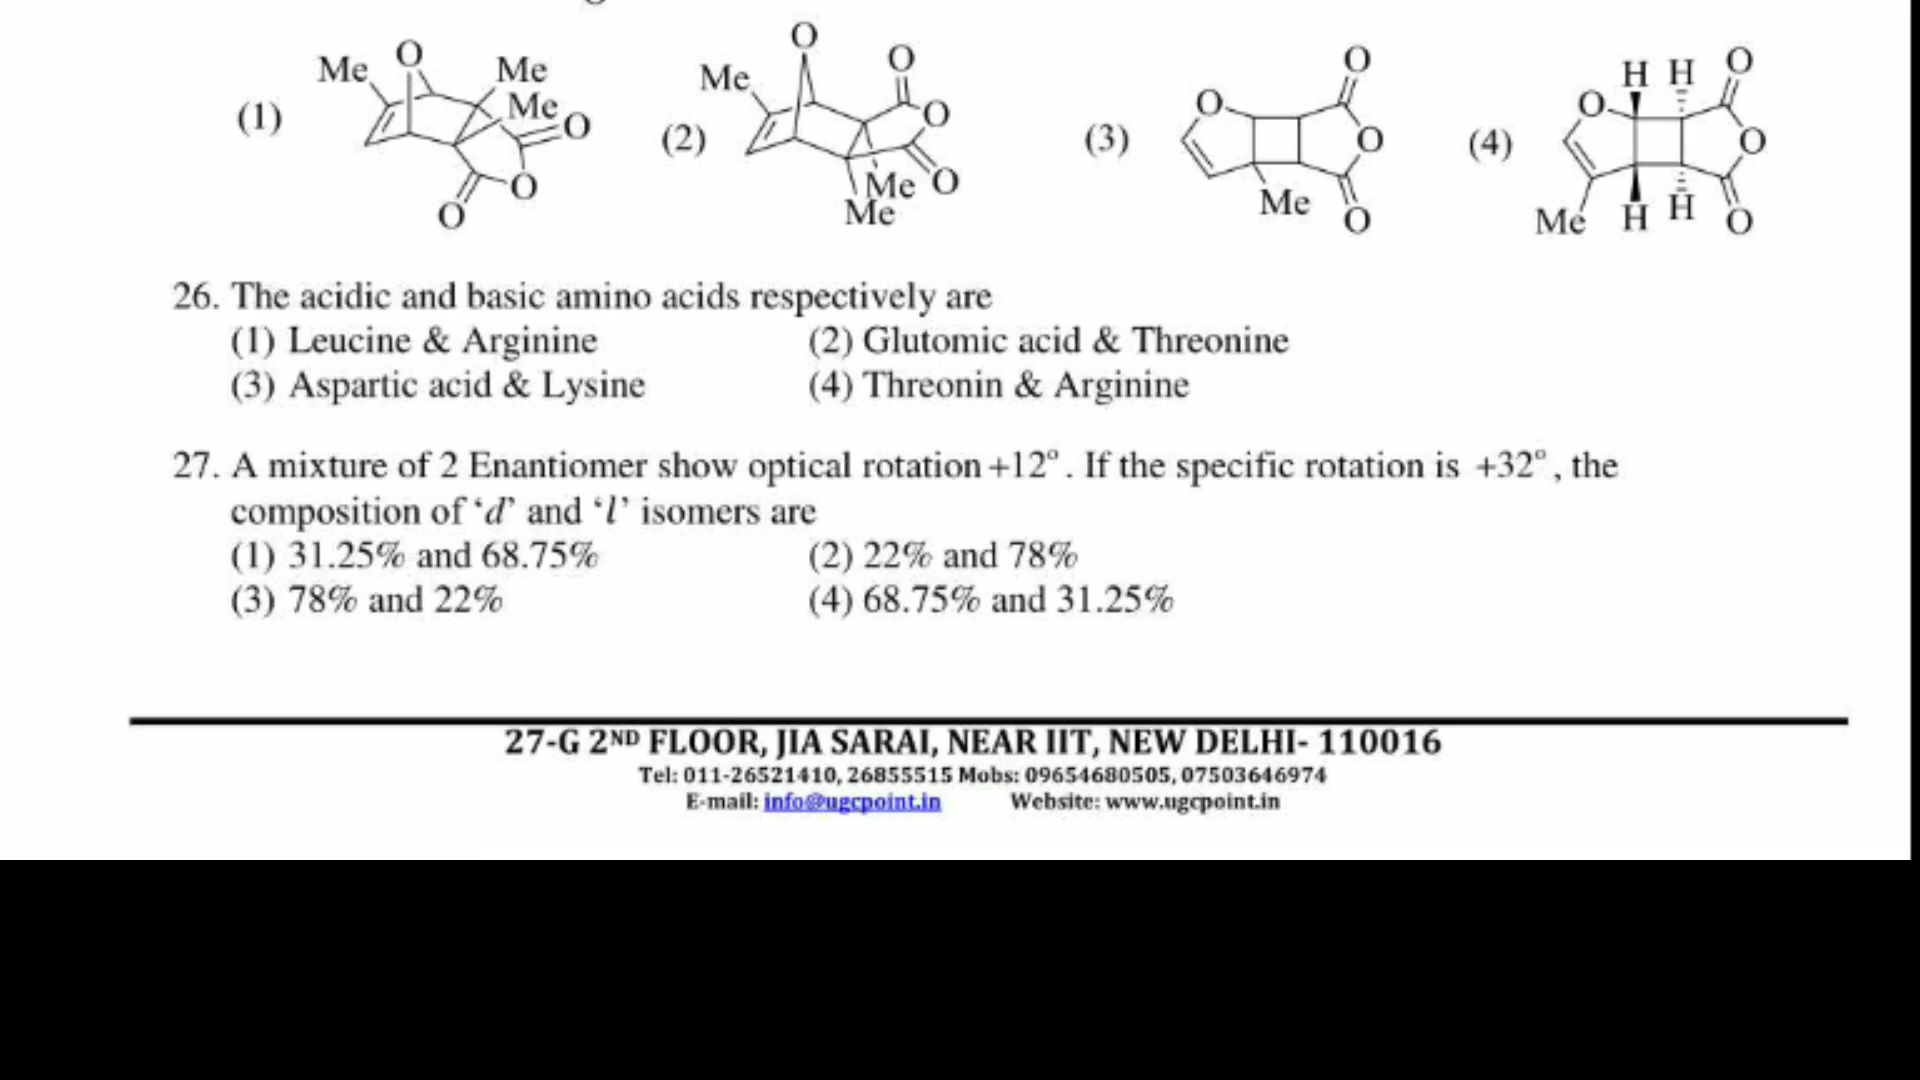 (1) Me O Me Me O O O
(2) Me O O O O Me Me
(3) O O O O Me
(4) O H H O O O Me H H
26. The acidic and basic amino acids respectively are
(1) Leucine & Arginine (2) Glutomic acid & Threonine
(3) Aspartic acid & Lysine (4) Threonin & Arginine
27. A mixture of 2 Enantiomer show optical rotation +12°. If the specific rotation is +32°, the
composition of ‘d’ and ‘l’ isomers are
(1) 31.25% and 68.75% (2) 22% and 78%
(3) 78% and 22% (4) 68.75% and 31.25%
27-G 2ND FLOOR, JIA SARAI, NEAR IIT, NEW DELHI- 110016
Tel: 011-26521410, 26855515 Mobs: 09654680505, 07503646974
E-mail: info@ugcpoint.in Website: www.ugcpoint.in